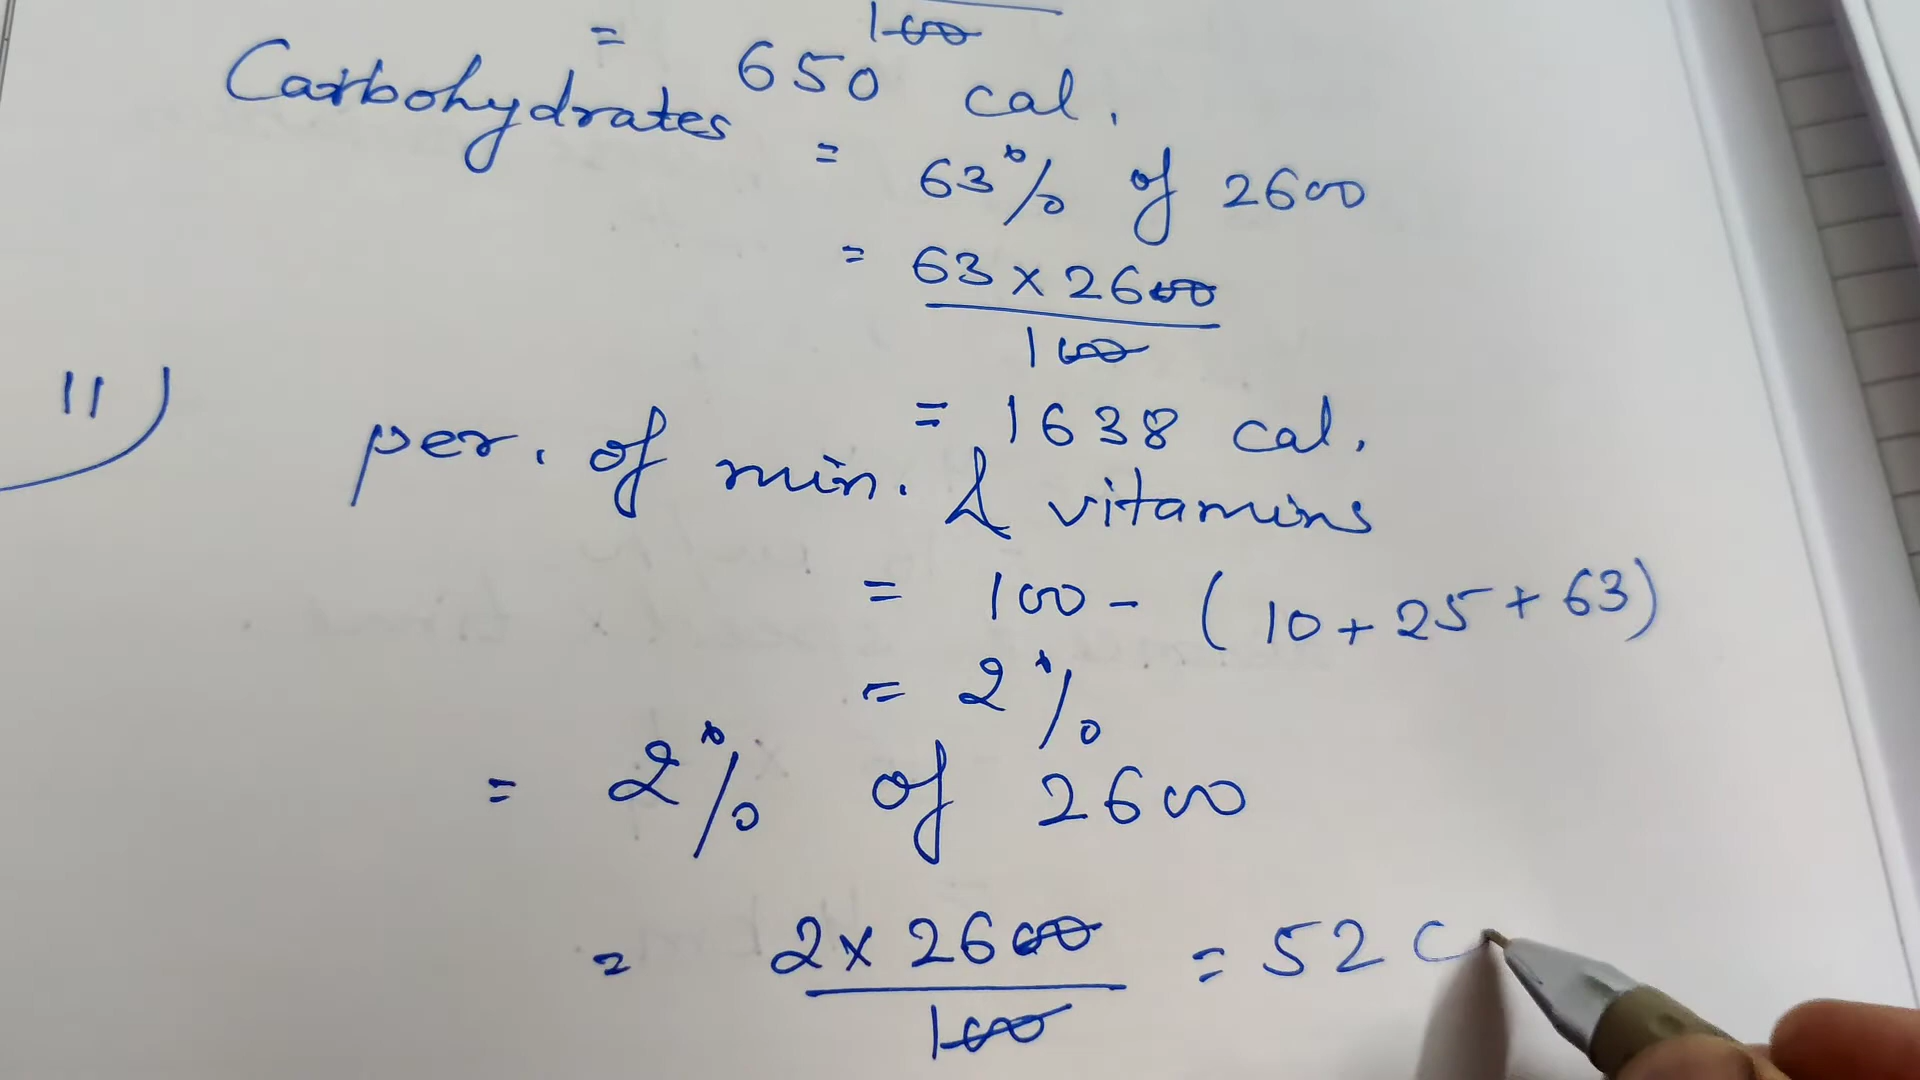 100
= 650 cal.
Carbohydrates
= 63% of 2600
= 63 x 2600
100
= 1638 cal.
11)
per. of min. & vitamins
= 100 - (10 + 25 + 63)
= 2%
= 2% of 2600
= 2 x 2600 = 52 c
100